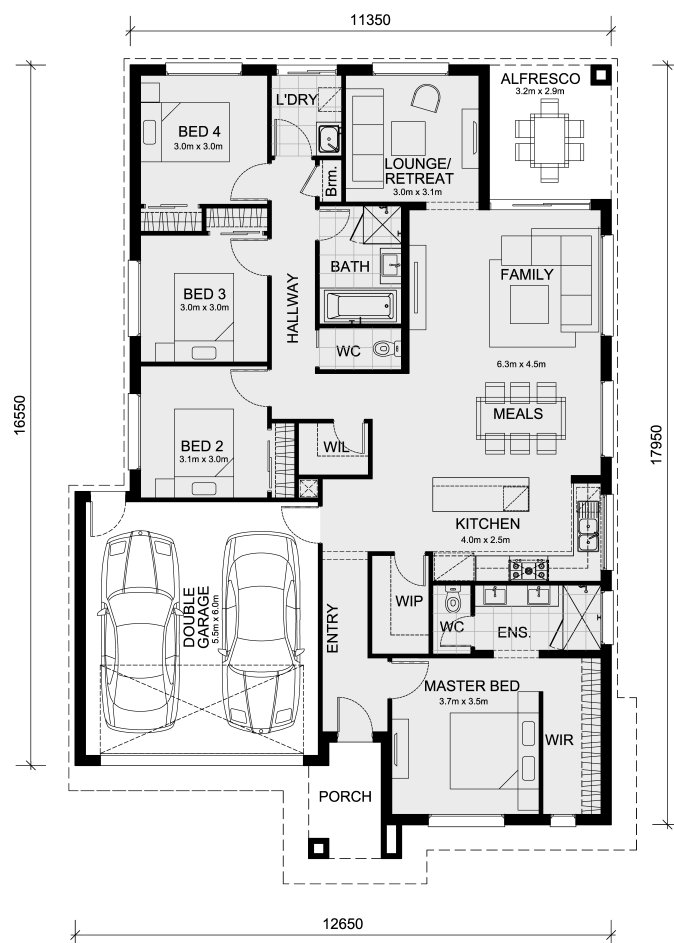 11350
ALFRESCO
3.2m x 2.9m
L'DRY
BED 4
3.0m x 3.0m
LOUNGE/
RETREAT
3.0m x 3.1m
Brm.
BATH
FAMILY
BED 3
3.0m x 3.0m
HALLWAY
WC
6.3m x 4.5m
16550
17950
MEALS
BED 2
3.1m x 3.0m
WIL
KITCHEN
4.0m x 2.5m
DOUBLE
GARAGE
5.5m x 6.0m
ENTRY
WIP
WC
ENS.
MASTER BED
3.7m x 3.5m
WIR
PORCH
12650